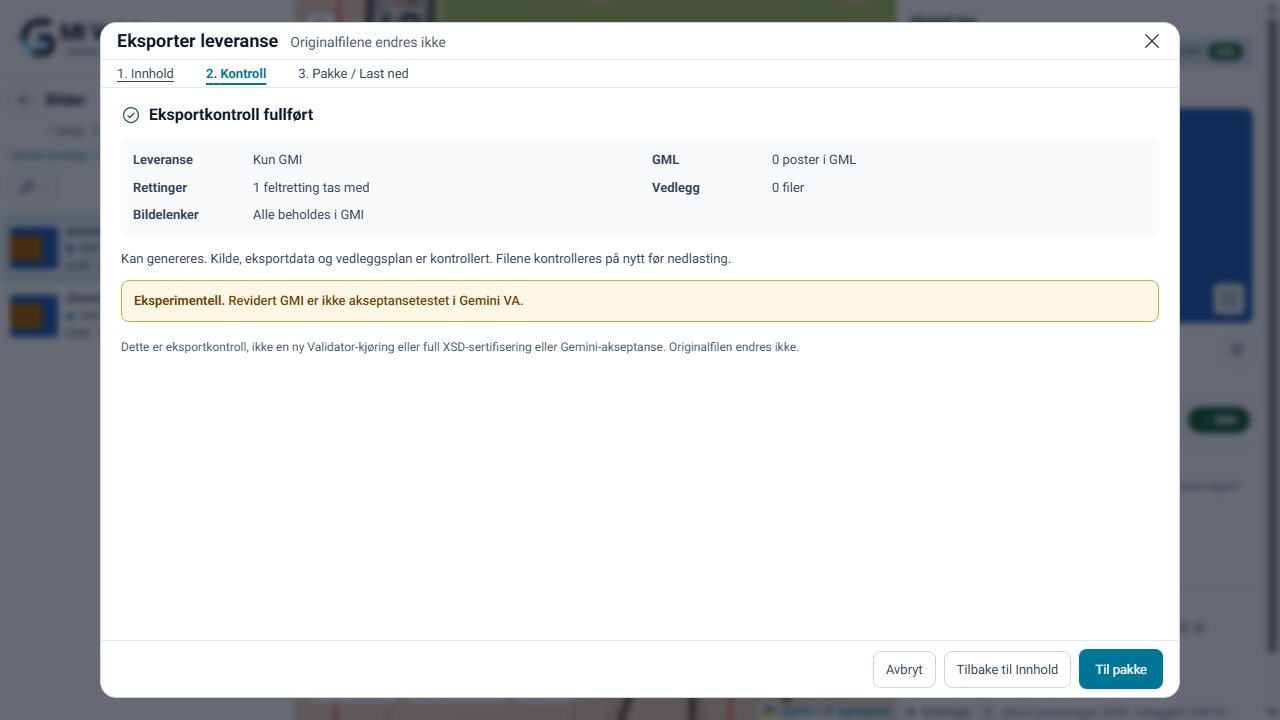 Eksporter leveranse Originalfilene endres ikke
1. Innhold 2. Kontroll 3. Pakke / Last ned
Eksportkontroll fullført
Leveranse Kun GMI GML 0 poster i GML
Rettinger 1 feltretting tas med Vedlegg 0 filer
Bildelenker Alle beholdes i GMI
Kan genereres. Kilde, eksportdata og vedleggsplan er kontrollert. Filene kontrolleres på nytt før nedlasting.
Eksperimentell. Revidert GMI er ikke akseptansetestet i Gemini VA.
Dette er eksportkontroll, ikke en ny Validator-kjøring eller full XSD-sertifisering eller Gemini-akseptanse. Originalfilen endres ikke.
Avbryt Tilbake til Innhold Til pakke
Bilder